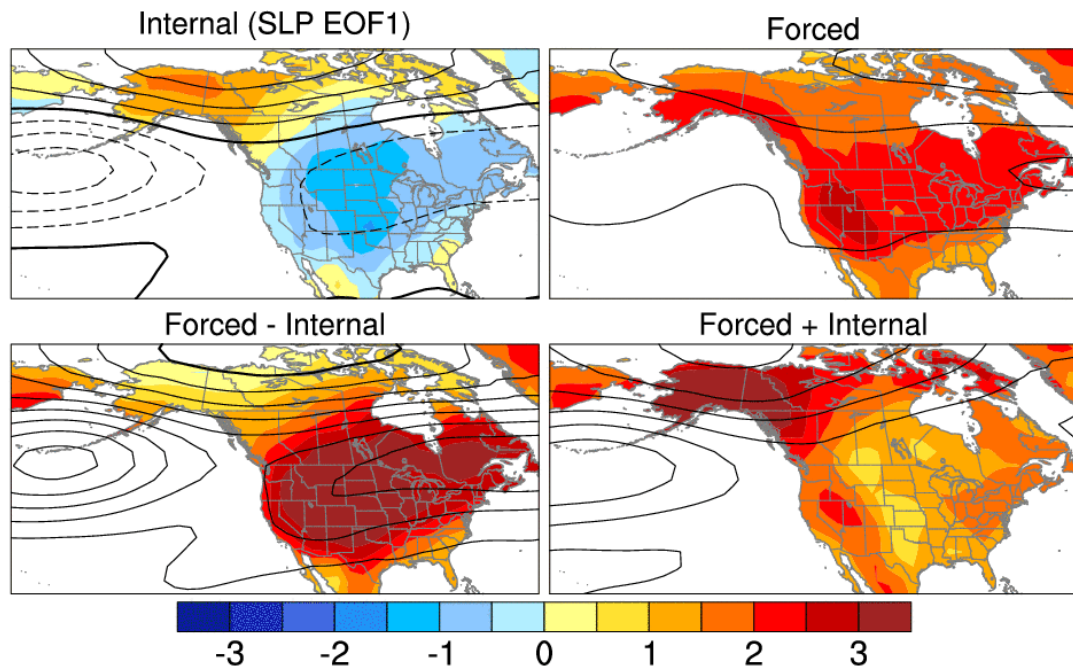 Internal (SLP EOF1)
Forced
Forced - Internal
Forced + Internal
-3 -2 -1 0 1 2 3